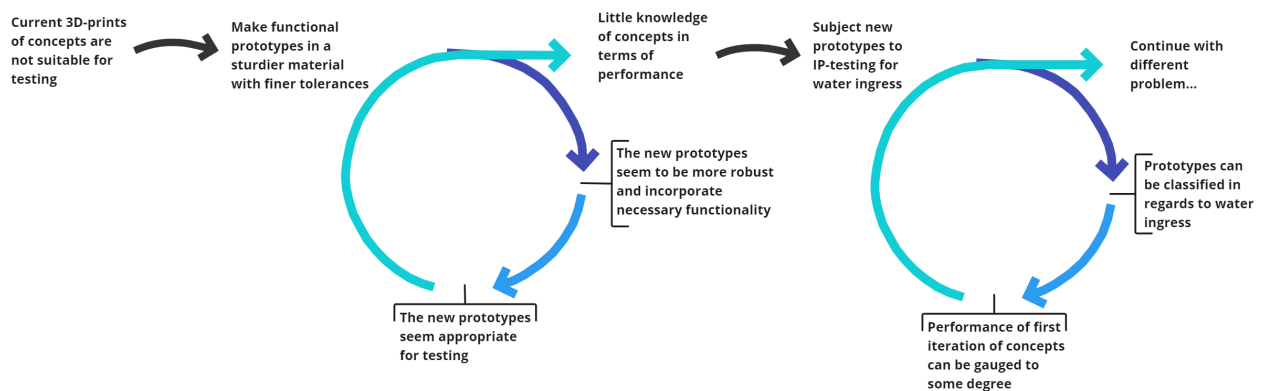 Current 3D-prints
of concepts are
not suitable for
testing
Make functional
prototypes in a
sturdier material
with finer tolerances
Little knowledge
of concepts in
terms of
performance
Subject new
prototypes to
IP-testing for
water ingress
Continue with
different
problem...
The new prototypes
seem to be more robust
and incorporate
necessary functionality
Prototypes can
be classified in
regards to water
ingress
The new prototypes
seem appropriate
for testing
Performance of first
iteration of concepts
can be gauged to
some degree